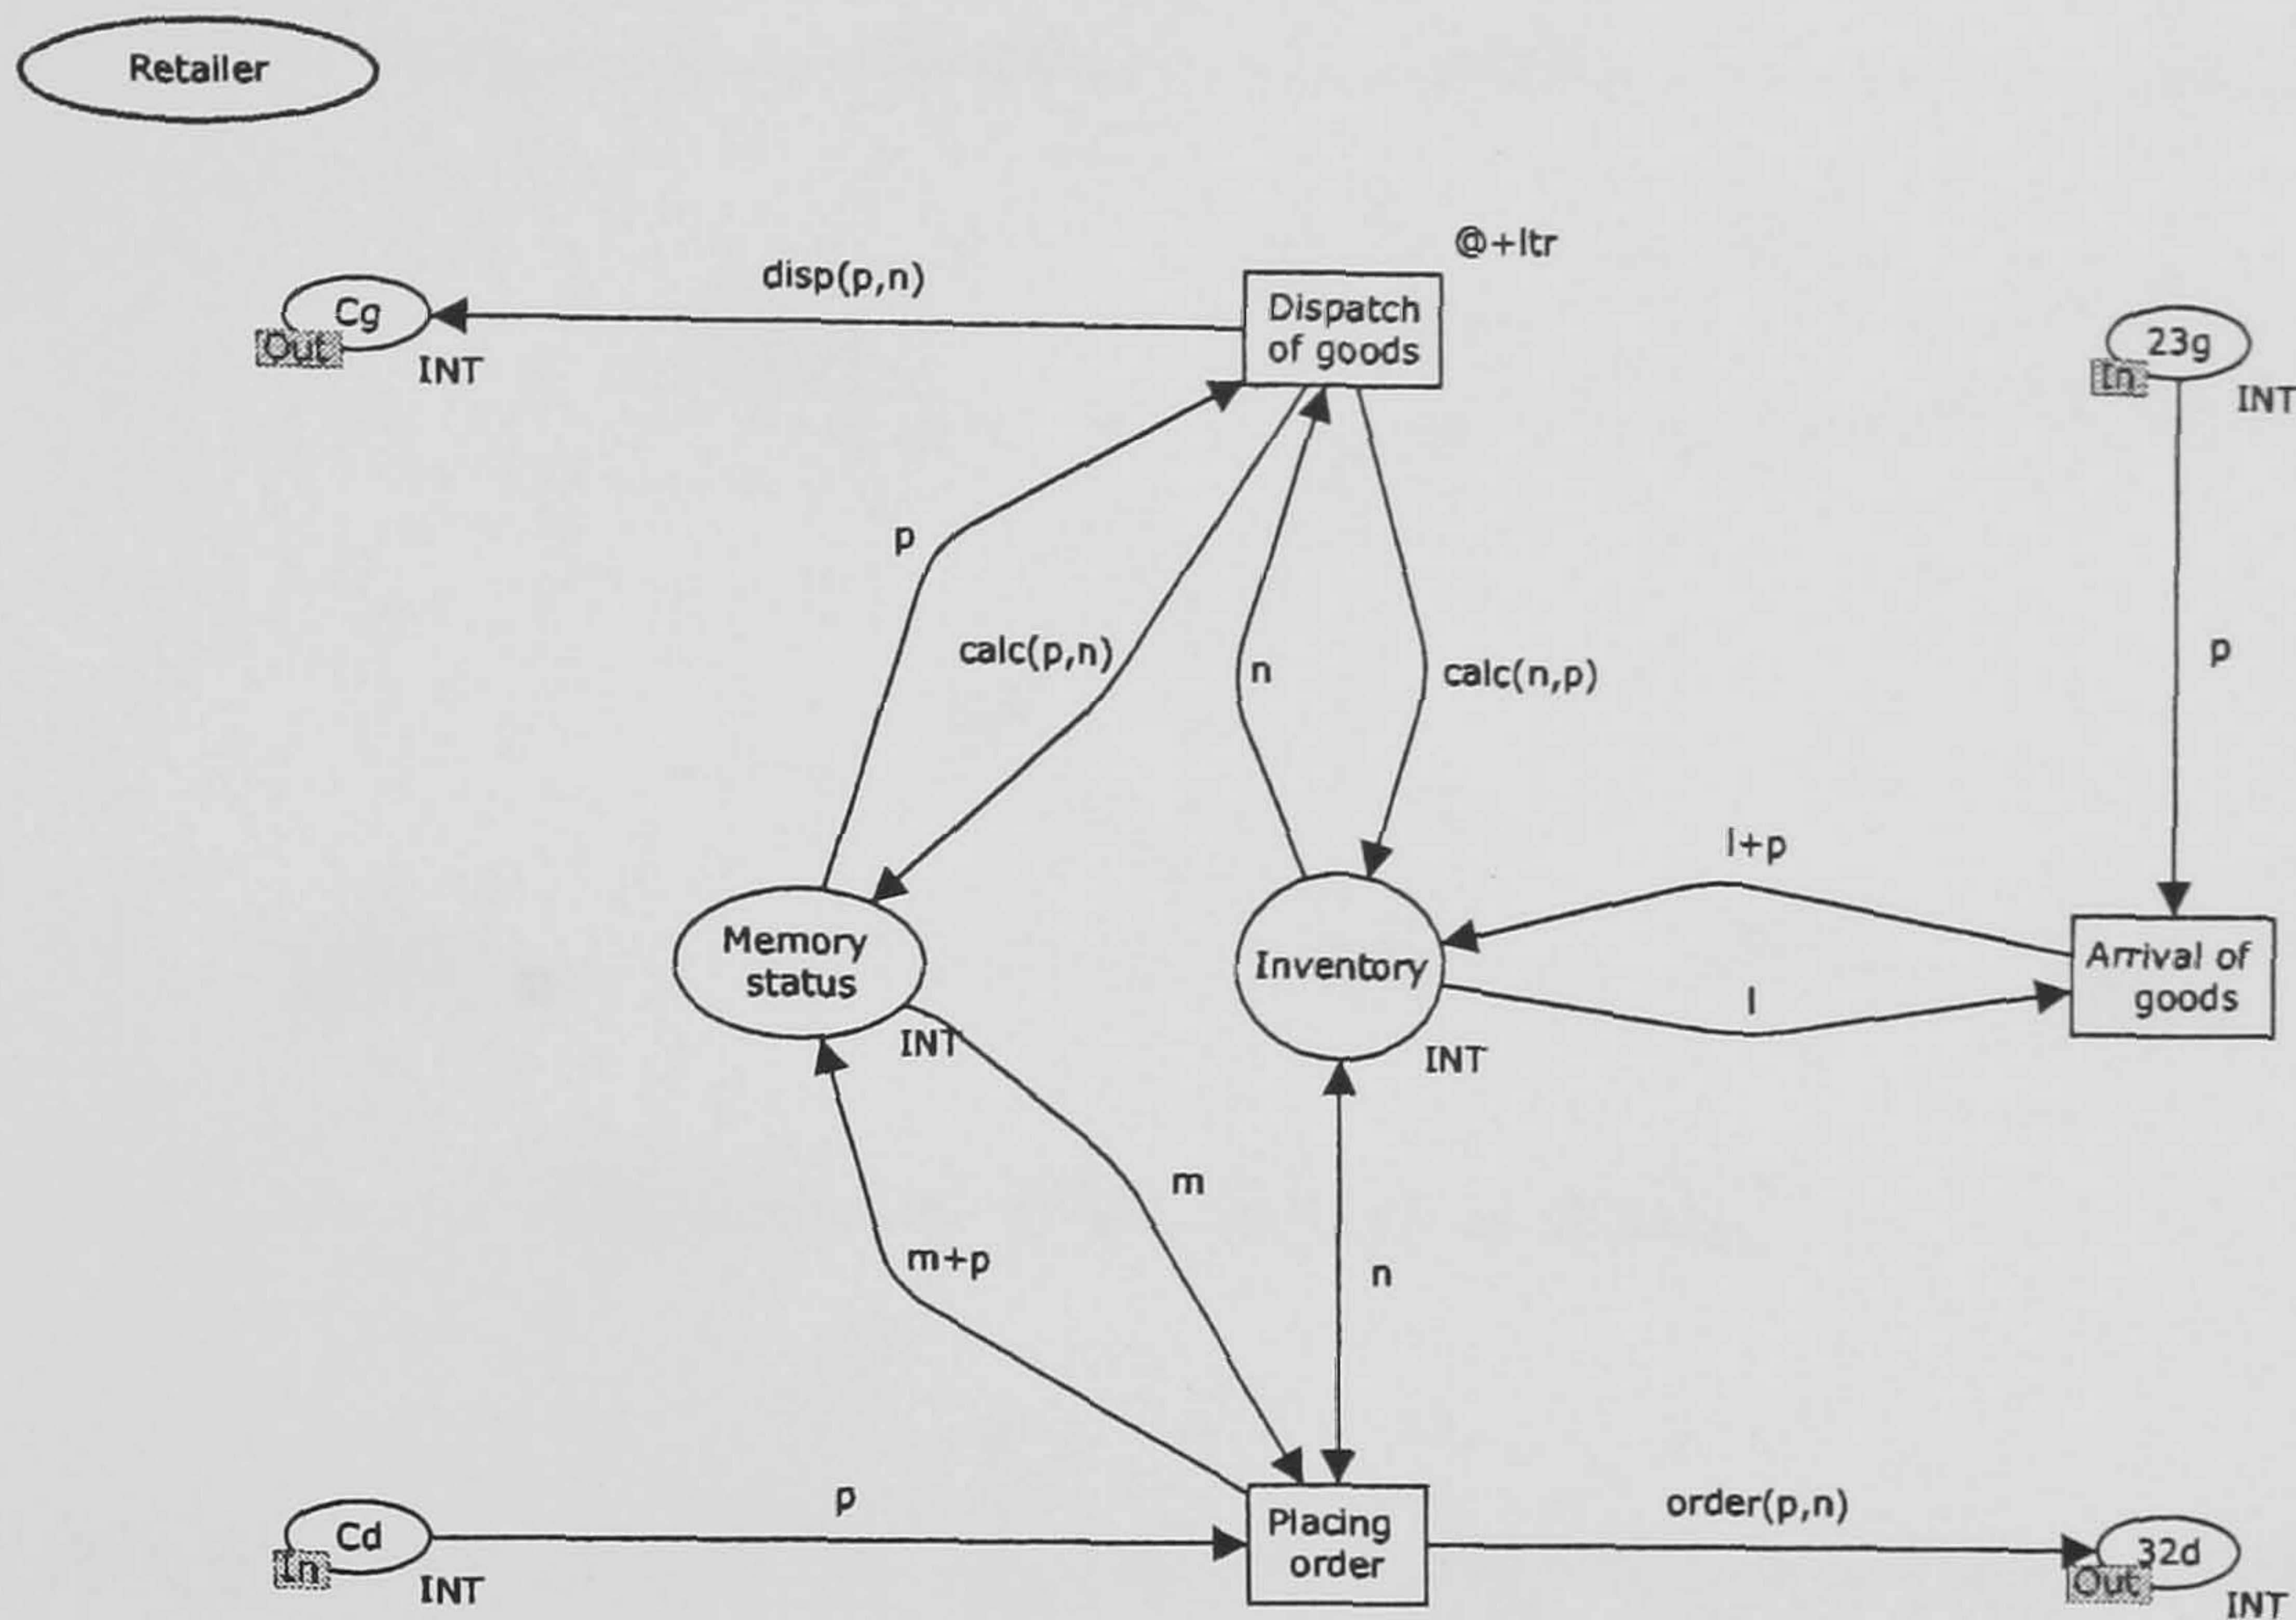 Retailer
@+ltr
disp(p,n)
Dispatch
of goods
Cg
Out
INT
23g
In
INT
p
p
calc(p,n)
n
calc(n,p)
l+p
Memory
status
INT
Inventory
INT
l
Arrival of
goods
m
m+p
n
p
order(p,n)
Cd
In
INT
Placing
order
32d
Out
INT